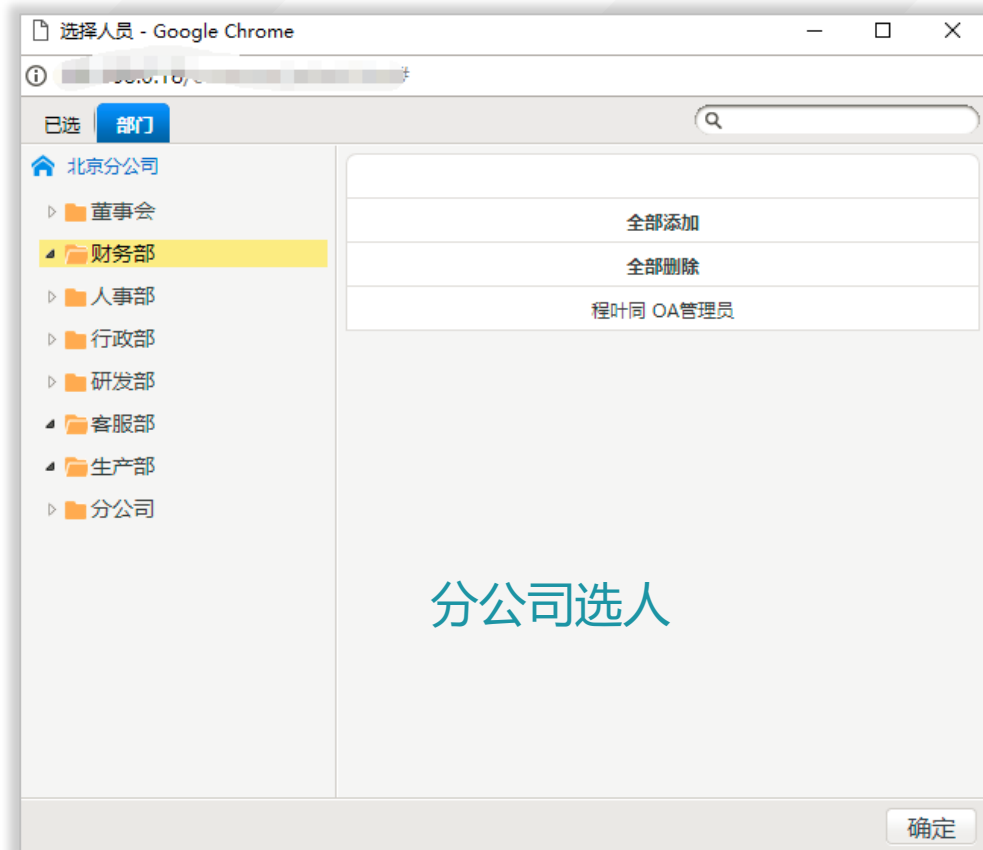 选择人员 - Google Chrome
已选 部门
北京分公司
董事会
财务部
人事部
行政部
研发部
客服部
生产部
分公司
全部添加
全部删除
程叶同 OA管理员
分公司选人
确定